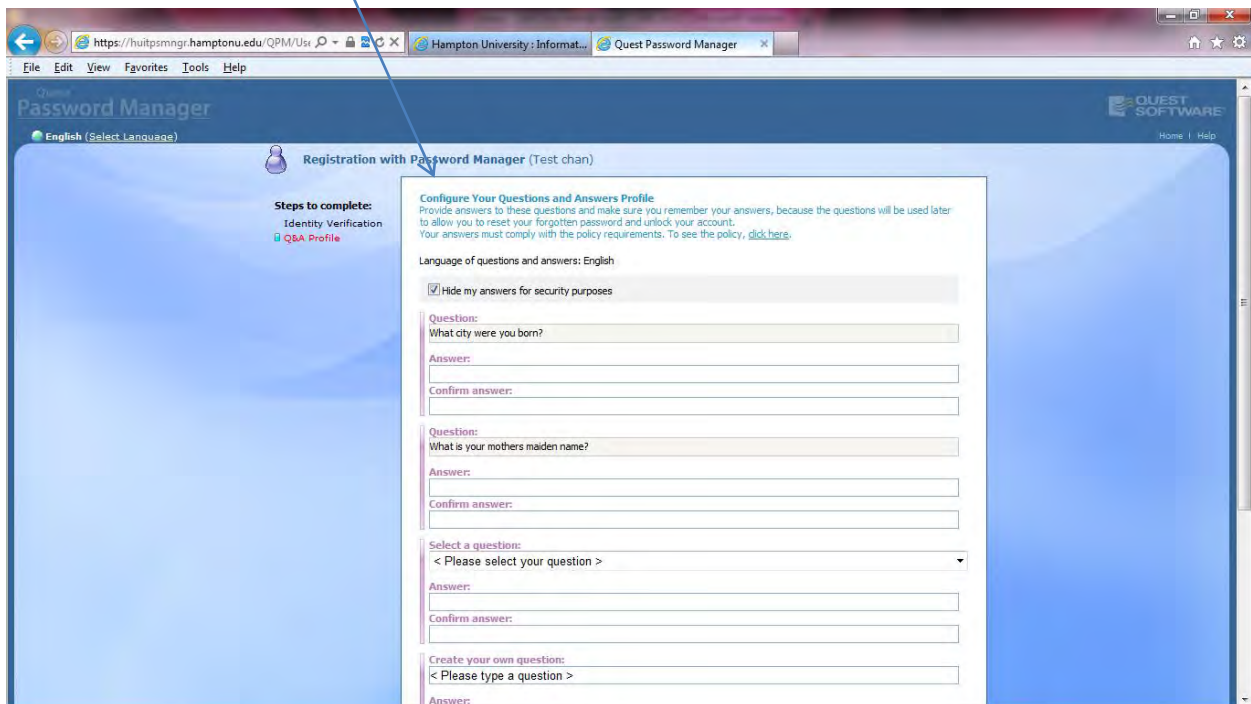 https://huitpsmngr.hamptonu.edu/QPM/Use
Hampton University : Informat...
Quest Password Manager
File Edit View Favorites Tools Help
Quest
Password Manager
QUEST
SOFTWARE
English (Select Language)
Home | Help
Registration with Password Manager (Test chan)
Steps to complete:
Identity Verification
Q&A Profile
Configure Your Questions and Answers Profile
Provide answers to these questions and make sure you remember your answers, because the questions will be used later
to allow you to reset your forgotten password and unlock your account.
Your answers must comply with the policy requirements. To see the policy, click here.
Language of questions and answers: English
Hide my answers for security purposes
Question:
What city were you born?
Answer:
Confirm answer:
Question:
What is your mothers maiden name?
Answer:
Confirm answer:
Select a question:
< Please select your question >
Answer:
Confirm answer:
Create your own question:
< Please type a question >
Answer: